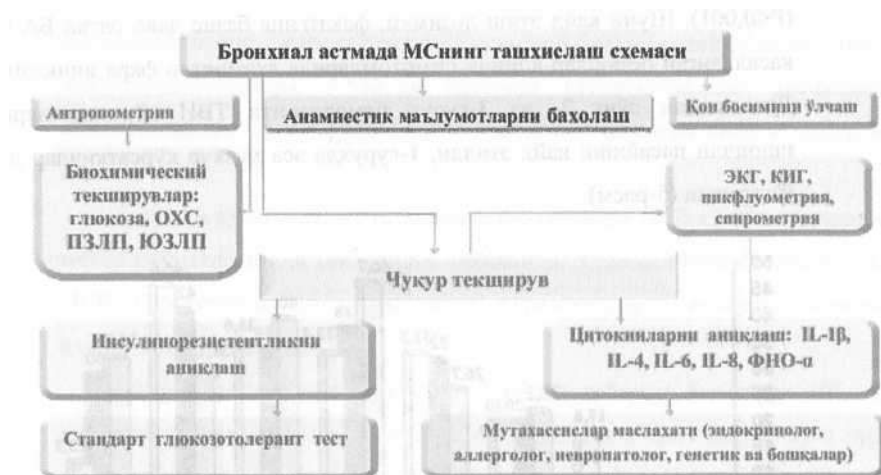 Бронхиал астмада МСнинг ташхислаш схемаси
Антропометрия
Анамнестик маълумотларни бахолаш
Қон босимини ўлчаш
Биохимический
текширувлар:
глюкоза, ОХС,
ПЗЛП, ЮЗЛП
ЭКГ, КИГ,
пикфлуометрия,
спирометрия
Чуқур текширув
Инсулинорезистентликни
аниқлаш
Цитокинларни аниқлаш: IL-1β,
IL-4, IL-6, IL-8, ФНО-α
Стандарт глюкозотолерант тест
Мутахассислар маслахати (эндокринолог,
аллерголог, невропатолог, генетик ва бошқалар)